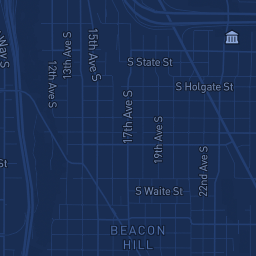 Way S
12th Ave S
13th Ave S
15th Ave S
S State St
S Holgate St
17th Ave S
19th Ave S
22nd Ave S
St
S Waite St
BEACON
HILL